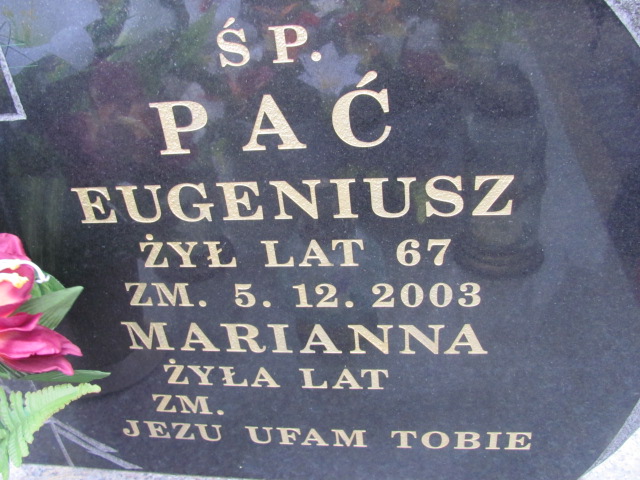 ŚP.
PAĆ
EUGENIUSZ
ŻYŁ LAT 67
ZM. 5. 12. 2003
MARIANNA
ŻYŁA LAT
ZM.
JEZU UFAM TOBIE